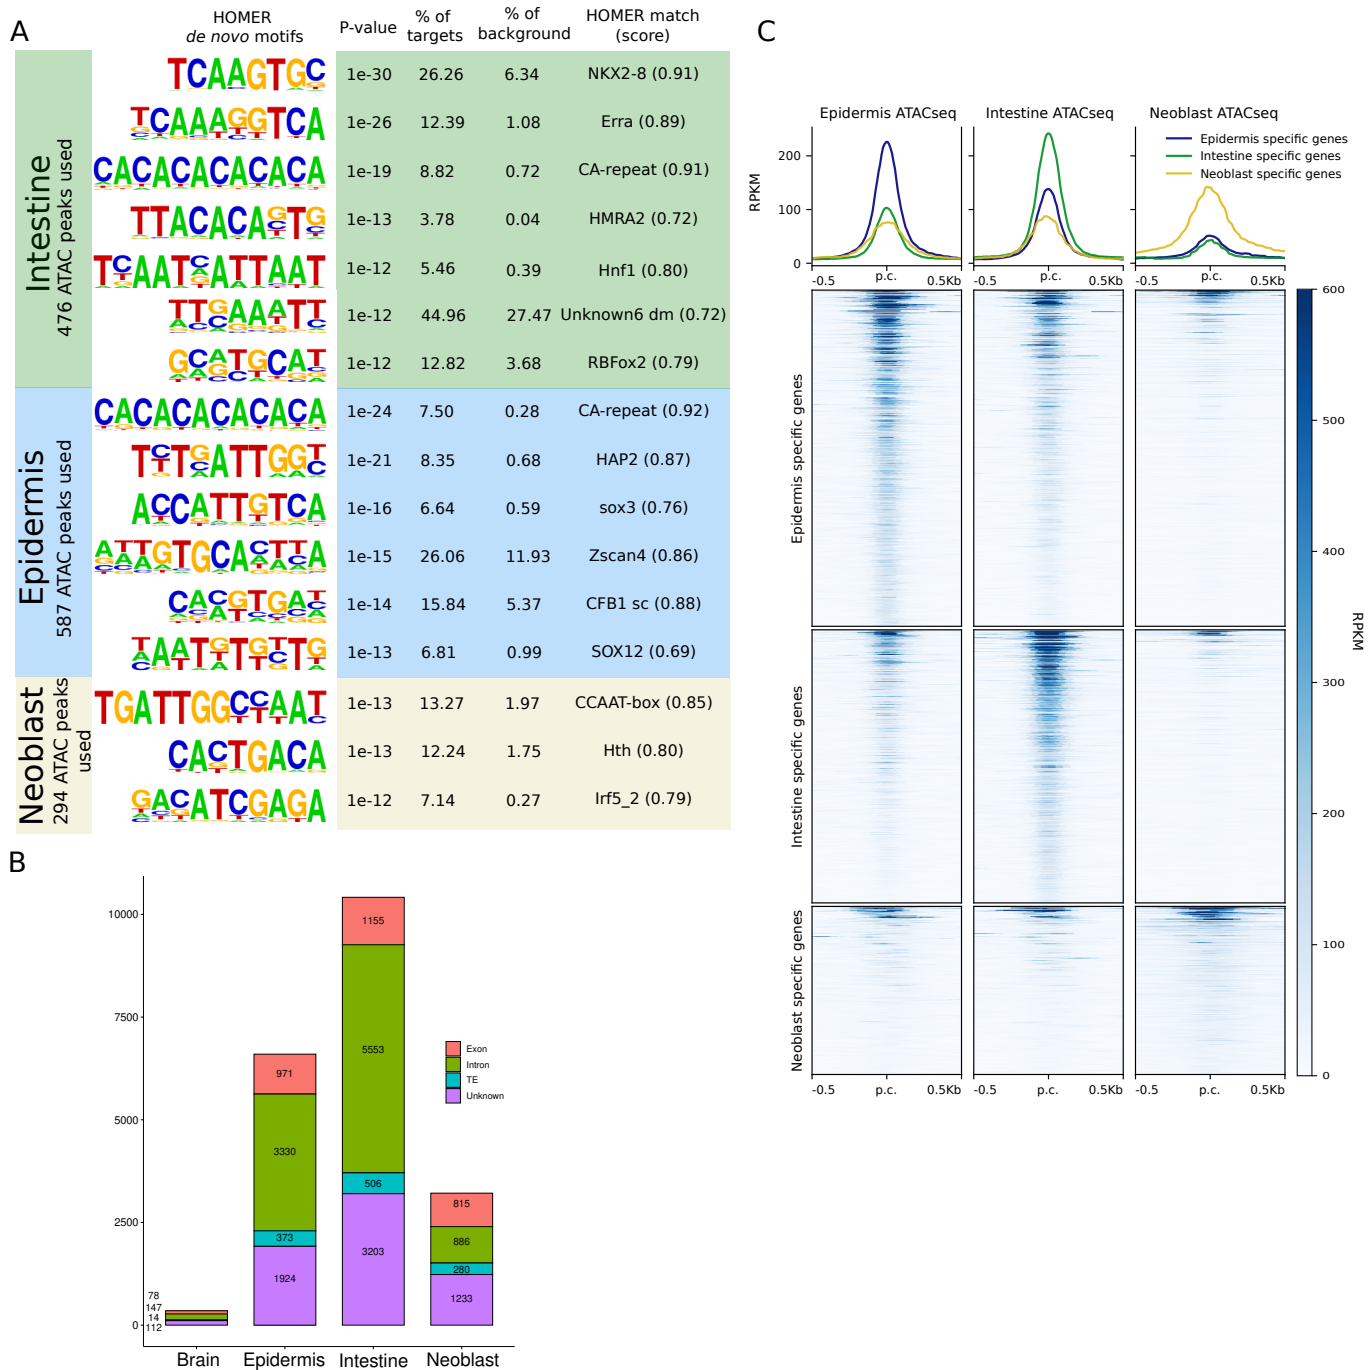 A
HOMER
de novo motifs
P-value
% of
targets
% of
background
HOMER match
(score)
Intestine
476 ATAC peaks used
TCAAGTGC 1e-30 26.26 6.34 NKX2-8 (0.91)
TCAAAGGTCA 1e-26 12.39 1.08 Erra (0.89)
CACACACACACA 1e-19 8.82 0.72 CA-repeat (0.91)
TTACACAGTG 1e-13 3.78 0.04 HMRA2 (0.72)
TCAATGATTAAT 1e-12 5.46 0.39 Hnf1 (0.80)
TTGAAATT 1e-12 44.96 27.47 Unknown6 dm (0.72)
GCATGCAT 1e-12 12.82 3.68 RBFox2 (0.79)
Epidermis
587 ATAC peaks used
CACACACACACA 1e-24 7.50 0.28 CA-repeat (0.92)
TCTGATTGGT 1e-21 8.35 0.68 HAP2 (0.87)
ACCATTGTCA 1e-16 6.64 0.59 sox3 (0.76)
ATTGTGCACTTA 1e-15 26.06 11.93 Zscan4 (0.86)
CACGTGAT 1e-14 15.84 5.37 CFB1 sc (0.88)
TAATTGTGTTG 1e-13 6.81 0.99 SOX12 (0.69)
Neoblast
294 ATAC peaks
used
TGATTGGCCAAT 1e-13 13.27 1.97 CCAAT-box (0.85)
CACTGACA 1e-13 12.24 1.75 Hth (0.80)
GACATCGAGA 1e-12 7.14 0.27 Irf5_2 (0.79)
B
10000
7500
5000
2500
0
78
147
14
112
971
3330
373
1924
1155
5553
506
3203
815
886
280
1233
Exon
Intron
TE
Unknown
Brain Epidermis Intestine Neoblast
C
Epidermis ATACseq Intestine ATACseq Neoblast ATACseq
RPKM
200
100
0
Epidermis specific genes
Intestine specific genes
Neoblast specific genes
-0.5 p.c. 0.5Kb -0.5 p.c. 0.5Kb -0.5 p.c. 0.5Kb
Epidermis specific genes
Intestine specific genes
Neoblast specific genes
-0.5 p.c. 0.5Kb -0.5 p.c. 0.5Kb -0.5 p.c. 0.5Kb
600
500
400
300
200
100
0
RPKM